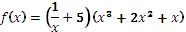 f(x) = (1/x + 5)(x³ + 2x² + x)